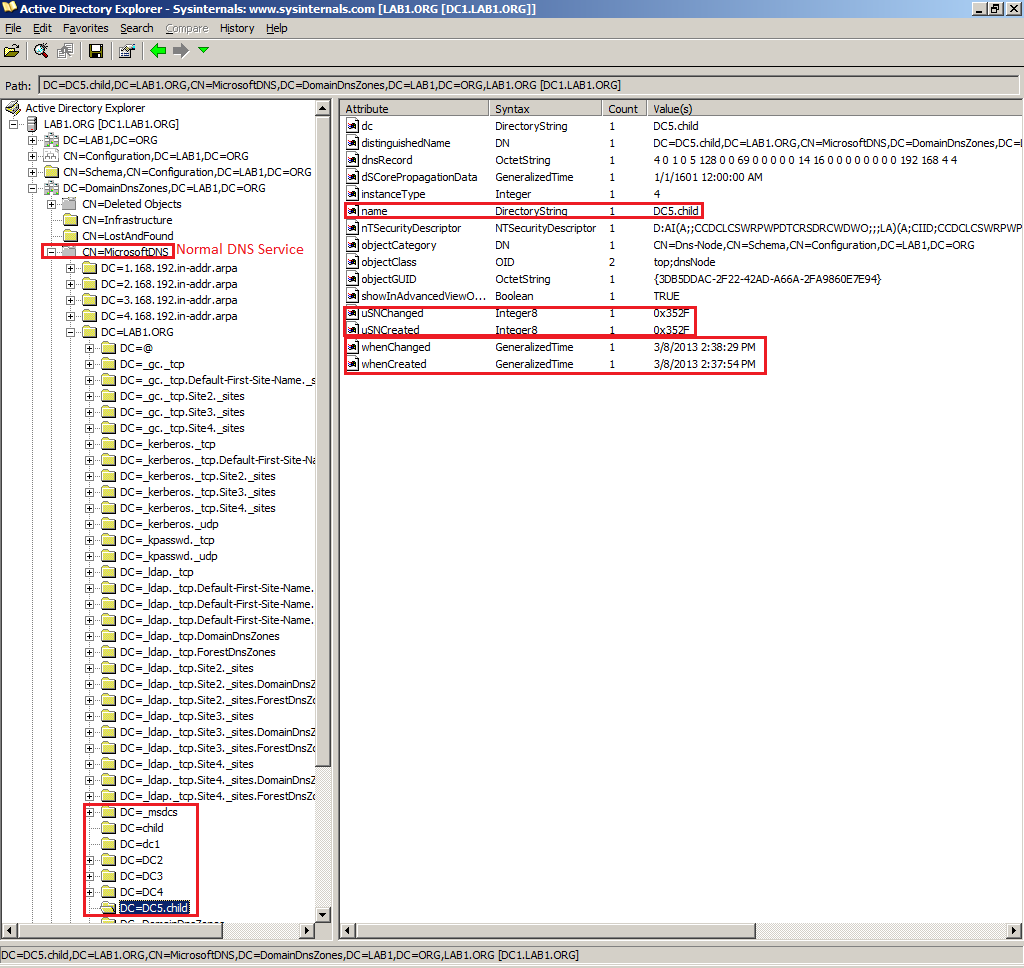 Active Directory Explorer - Sysinternals: www.sysinternals.com [LAB1.ORG [DC1.LAB1.ORG]]
File Edit Favorites Search Compare History Help
Path: DC=DC5.child,DC=LAB1.ORG,CN=MicrosoftDNS,DC=DomainDnsZones,DC=LAB1,DC=ORG,LAB1.ORG [DC1.LAB1.ORG]
Active Directory Explorer
LAB1.ORG [DC1.LAB1.ORG]
DC=LAB1,DC=ORG
CN=Configuration,DC=LAB1,DC=ORG
CN=Schema,CN=Configuration,DC=LAB1,DC=ORG
DC=DomainDnsZones,DC=LAB1,DC=ORG
CN=Deleted Objects
CN=Infrastructure
CN=LostAndFound
CN=MicrosoftDNS Normal DNS Service
DC=1.168.192.in-addr.arpa
DC=2.168.192.in-addr.arpa
DC=3.168.192.in-addr.arpa
DC=4.168.192.in-addr.arpa
DC=LAB1.ORG
DC=@
DC=_gc._tcp
DC=_gc._tcp.Default-First-Site-Name._s
DC=_gc._tcp.Site2._sites
DC=_gc._tcp.Site3._sites
DC=_gc._tcp.Site4._sites
DC=_kerberos._tcp
DC=_kerberos._tcp.Default-First-Site-Na
DC=_kerberos._tcp.Site2._sites
DC=_kerberos._tcp.Site3._sites
DC=_kerberos._tcp.Site4._sites
DC=_kerberos._udp
DC=_kpasswd._tcp
DC=_kpasswd._udp
DC=_ldap._tcp
DC=_ldap._tcp.Default-First-Site-Name.
DC=_ldap._tcp.Default-First-Site-Name.
DC=_ldap._tcp.Default-First-Site-Name.
DC=_ldap._tcp.DomainDnsZones
DC=_ldap._tcp.ForestDnsZones
DC=_ldap._tcp.Site2._sites
DC=_ldap._tcp.Site2._sites.DomainDnsZ
DC=_ldap._tcp.Site2._sites.ForestDnsZo
DC=_ldap._tcp.Site3._sites
DC=_ldap._tcp.Site3._sites.DomainDnsZ
DC=_ldap._tcp.Site3._sites.ForestDnsZo
DC=_ldap._tcp.Site4._sites
DC=_ldap._tcp.Site4._sites.DomainDnsZ
DC=_ldap._tcp.Site4._sites.ForestDnsZo
DC=_msdcs
DC=child
DC=dc1
DC=DC2
DC=DC3
DC=DC4
DC=DC5.child
DC=DomainDnsZones
Attribute Syntax Count Value(s)
dc DirectoryString 1 DC5.child
distinguishedName DN 1 DC=DC5.child,DC=LAB1.ORG,CN=MicrosoftDNS,DC=DomainDnsZones,DC=L
dnsRecord OctetString 1 4 0 1 0 5 128 0 0 69 0 0 0 0 0 14 16 0 0 0 0 0 0 0 0 192 168 4 4
dSCorePropagationData GeneralizedTime 1 1/1/1601 12:00:00 AM
instanceType Integer 1 4
name DirectoryString 1 DC5.child
nTSecurityDescriptor NTSecurityDescriptor 1 D:AI(A;;CCDCLCSWRPWPDTCRSDRCWDWO;;;LA)(A;CIID;CCDCLCSWRPWP
objectCategory DN 1 CN=Dns-Node,CN=Schema,CN=Configuration,DC=LAB1,DC=ORG
objectClass OID 2 top;dnsNode
objectGUID OctetString 1 {3DB5DDAC-2F22-42AD-A66A-2FA9860E7E94}
showInAdvancedViewO... Boolean 1 TRUE
uSNChanged Integer8 1 0x352F
uSNCreated Integer8 1 0x352F
whenChanged GeneralizedTime 1 3/8/2013 2:38:29 PM
whenCreated GeneralizedTime 1 3/8/2013 2:37:54 PM
DC=DC5.child,DC=LAB1.ORG,CN=MicrosoftDNS,DC=DomainDnsZones,DC=LAB1,DC=ORG,LAB1.ORG [DC1.LAB1.ORG]